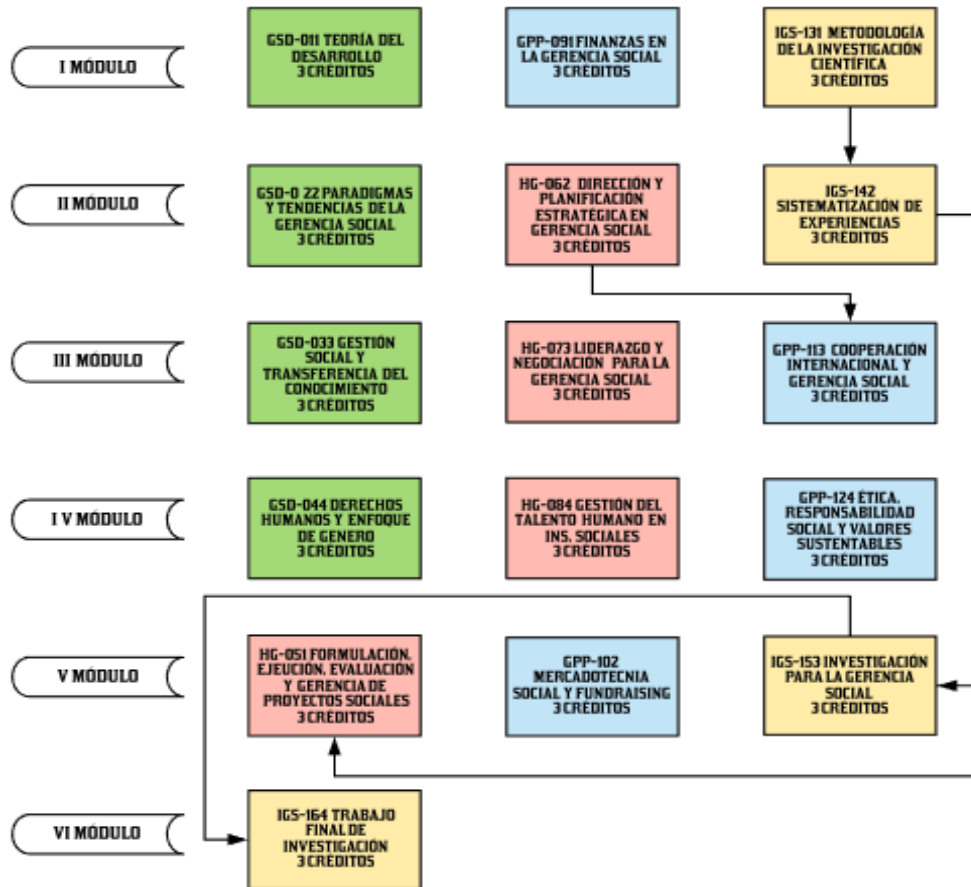 I MÓDULO
GSD-011 TEORÍA DEL
DESARROLLO
3 CRÉDITOS
GPP-091 FINANZAS EN
LA GERENCIA SOCIAL
3 CRÉDITOS
IGS-131 METODOLOGÍA
DE LA INVESTIGACIÓN
CIENTÍFICA
3 CRÉDITOS
II MÓDULO
GSD-0 22 PARADIGMAS
Y TENDENCIAS DE LA
GERENCIA SOCIAL
3 CRÉDITOS
HG-062 DIRECCIÓN Y
PLANIFICACIÓN
ESTRATÉGICA EN
GERENCIA SOCIAL
3 CRÉDITOS
IGS-142
SISTEMATIZACIÓN DE
EXPERIENCIAS
3 CRÉDITOS
III MÓDULO
GSD-033 GESTIÓN
SOCIAL Y
TRANSFERENCIA DEL
CONOCIMIENTO
3 CRÉDITOS
HG-073 LIDERAZGO Y
NEGOCIACIÓN PARA LA
GERENCIA SOCIAL
3 CRÉDITOS
GPP-113 COOPERACIÓN
INTERNACIONAL Y
GERENCIA SOCIAL
3 CRÉDITOS
I V MÓDULO
GSD-044 DERECHOS
HUMANOS Y ENFOQUE
DE GENERO
3 CRÉDITOS
HG-084 GESTIÓN DEL
TALENTO HUMANO EN
INS. SOCIALES
3 CRÉDITOS
GPP-124 ÉTICA,
RESPONSABILIDAD
SOCIAL Y VALORES
SUSTENTABLES
3 CRÉDITOS
V MÓDULO
HG-051 FORMULACIÓN,
EJECUCIÓN, EVALUACIÓN
Y GERENCIA DE
PROYECTOS SOCIALES
3 CRÉDITOS
GPP-102
MERCADOTECNIA
SOCIAL Y FUNDRAISING
3 CRÉDITOS
IGS-153 INVESTIGACIÓN
PARA LA GERENCIA
SOCIAL
3 CRÉDITOS
VI MÓDULO
IGS-164 TRABAJO
FINAL DE
INVESTIGACIÓN
3 CRÉDITOS